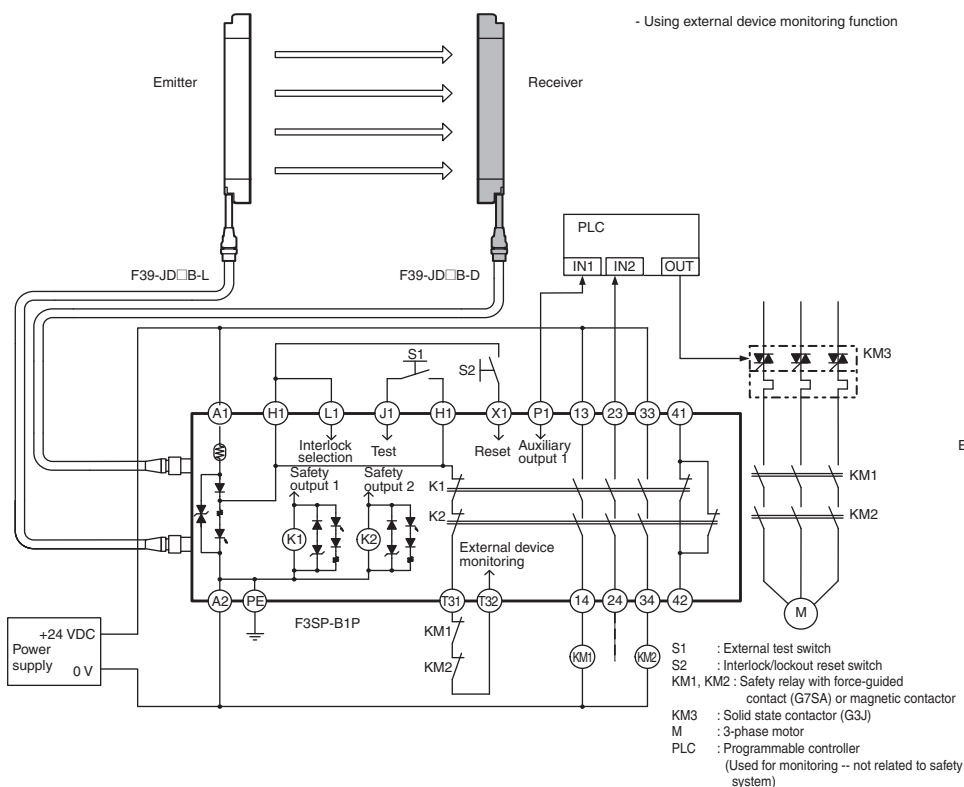 - Using external device monitoring function
Emitter
Receiver
PLC
IN1 IN2 OUT
F39-JD□B-L
F39-JD□B-D
KM3
S1
S2
A1 H1 L1 J1 H1 X1 P1 13 23 33 41
Interlock
selection
Test
Reset
Auxiliary
output 1
E
Safety
output 1
Safety
output 2
K1
KM1
K2
KM2
K1
K2
External device
monitoring
A2 PE T31 T32 14 24 34 42
M
F3SP-B1P
+24 VDC
Power
supply
0 V
KM1
KM2
KM1
KM2
S1 : External test switch
S2 : Interlock/lockout reset switch
KM1, KM2 : Safety relay with force-guided
contact (G7SA) or magnetic contactor
KM3 : Solid state contactor (G3J)
M : 3-phase motor
PLC : Programmable controller
(Used for monitoring -- not related to safety
system)